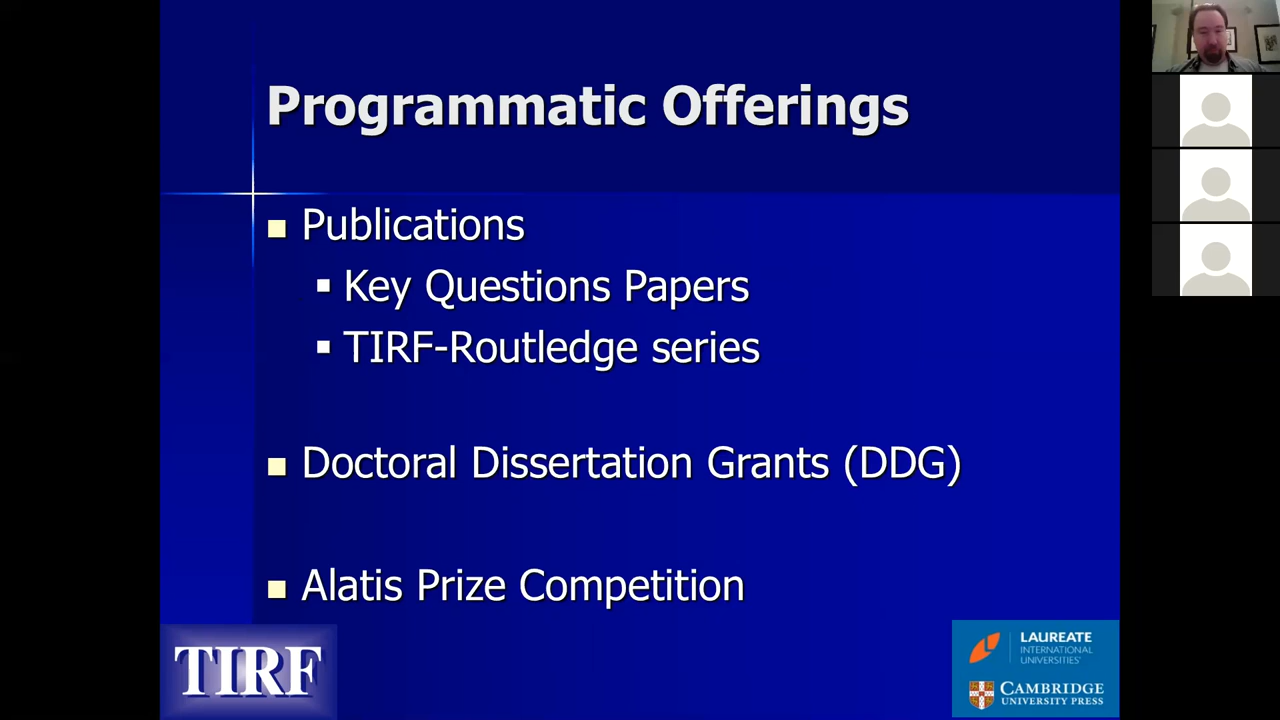 Programmatic Offerings
Publications
Key Questions Papers
TIRF-Routledge series
Doctoral Dissertation Grants (DDG)
Alatis Prize Competition
TIRF
LAUREATE
INTERNATIONAL
UNIVERSITIES
CAMBRIDGE
UNIVERSITY PRESS